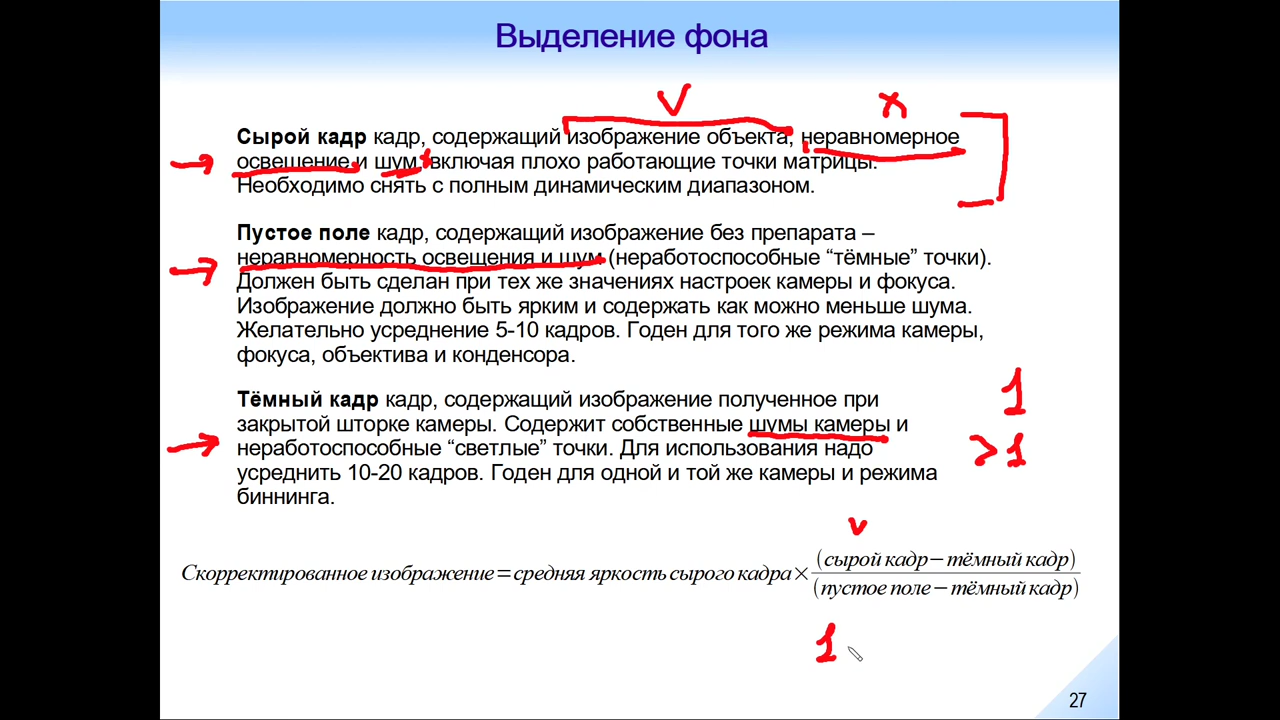 Выделение фона
V
x
Сырой кадр кадр, содержащий изображение объекта, неравномерное
освещение и шум, включая плохо работающие точки матрицы.
Необходимо снять с полным динамическим диапазоном.
Пустое поле кадр, содержащий изображение без препарата –
неравномерность освещения и шум (неработоспособные “тёмные” точки).
Должен быть сделан при тех же значениях настроек камеры и фокуса.
Изображение должно быть ярким и содержать как можно меньше шума.
Желательно усреднение 5-10 кадров. Годен для того же режима камеры,
фокуса, объектива и конденсора.
1
Тёмный кадр кадр, содержащий изображение полученное при
закрытой шторке камеры. Содержит собственные шумы камеры и
неработоспособные “светлые” точки. Для использования надо
>1
усреднить 10-20 кадров. Годен для одной и той же камеры и режима
биннинга.
v
Скорректированное изображение=средняя яркость сырого кадра×(сырой кадр−тёмный кадр)
(пустое поле−тёмный кадр)
1
27